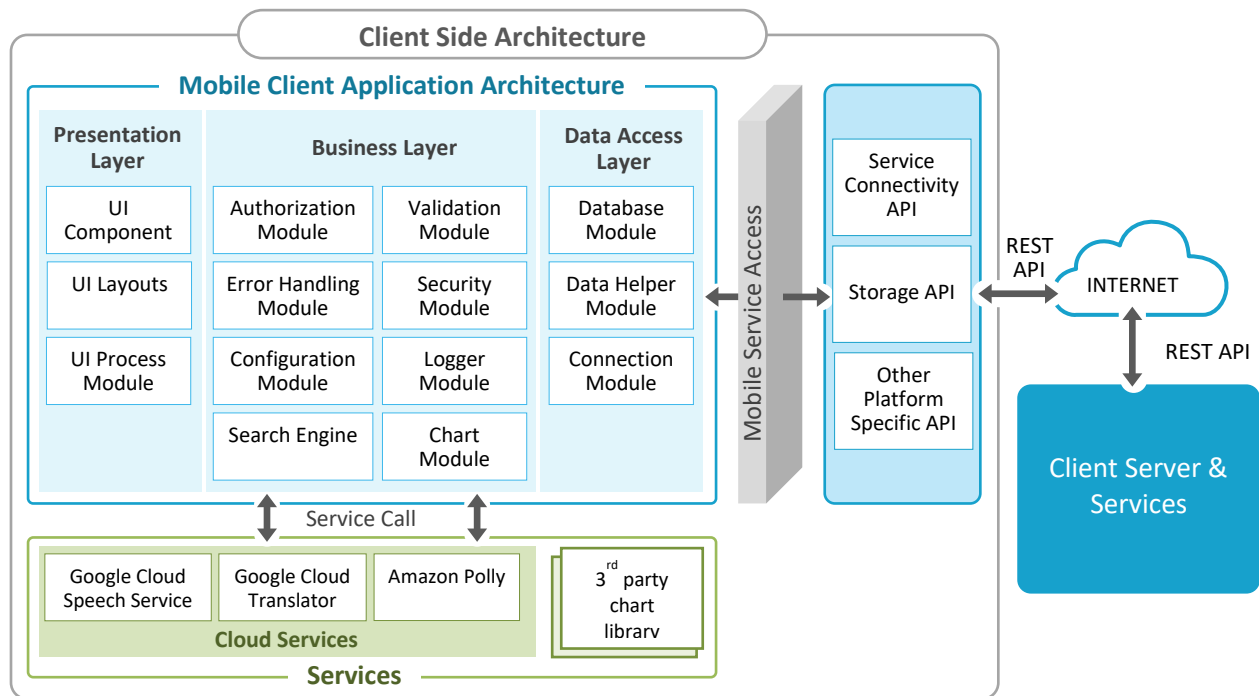 Client Side Architecture
Mobile Client Application Architecture
Presentation
Layer
UI
Component
UI Layouts
UI Process
Module
Business Layer
Authorization
Module
Validation
Module
Error Handling
Module
Security
Module
Configuration
Module
Logger
Module
Search Engine
Chart
Module
Data Access
Layer
Database
Module
Data Helper
Module
Connection
Module
Mobile Service Access
Service
Connectivity
API
Storage API
Other
Platform
Specific API
REST
API
INTERNET
REST API
Client Server &
Services
Service Call
Google Cloud
Speech Service
Google Cloud
Translator
Amazon Polly
Cloud Services
3rd party
chart
library
Services